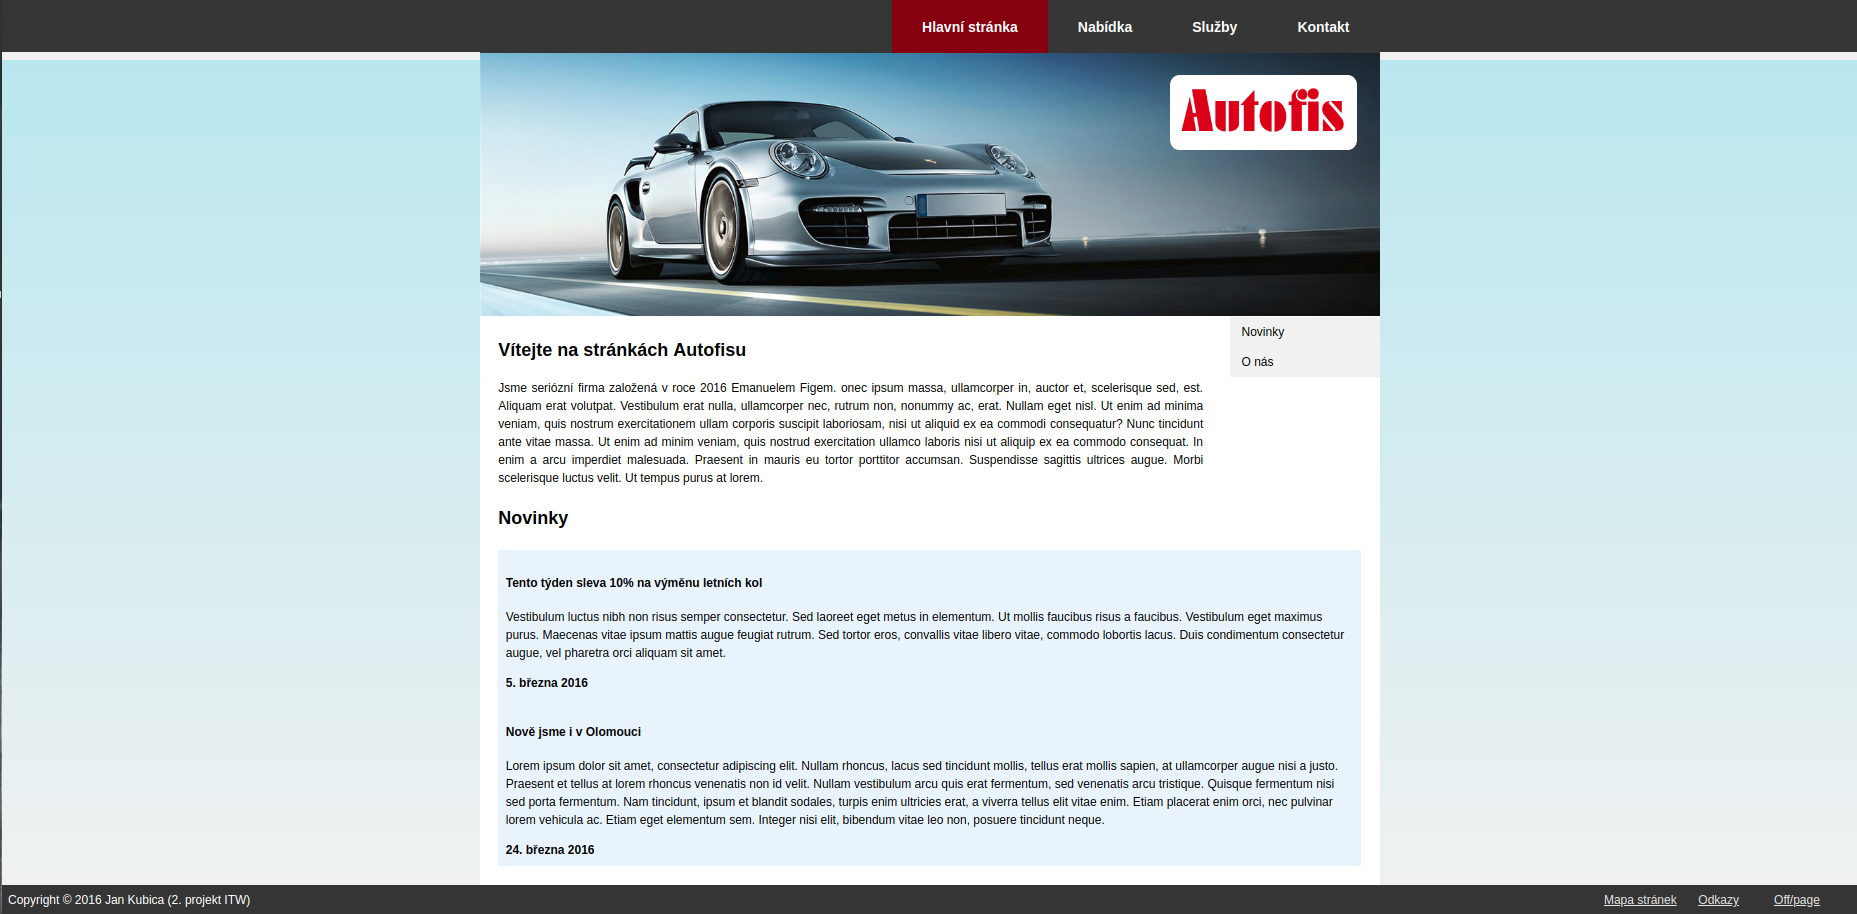 Hlavní stránka Nabídka Služby Kontakt
Autofis
Novinky
O nás
Vítejte na stránkách Autofisu
Jsme seriózní firma založená v roce 2016 Emanuelem Figem. onec ipsum massa, ullamcorper in, auctor et, scelerisque sed, est.
Aliquam erat volutpat. Vestibulum erat nulla, ullamcorper nec, rutrum non, nonummy ac, erat. Nullam eget nisl. Ut enim ad minima
veniam, quis nostrum exercitationem ullam corporis suscipit laboriosam, nisi ut aliquid ex ea commodi consequatur? Nunc tincidunt
ante vitae massa. Ut enim ad minim veniam, quis nostrud exercitation ullamco laboris nisi ut aliquip ex ea commodo consequat. In
enim a arcu imperdiet malesuada. Praesent in mauris eu tortor porttitor accumsan. Suspendisse sagittis ultrices augue. Morbi
scelerisque luctus velit. Ut tempus purus at lorem.
Novinky
Tento týden sleva 10% na výměnu letních kol
Vestibulum luctus nibh non risus semper consectetur. Sed laoreet eget metus in elementum. Ut mollis faucibus risus a faucibus. Vestibulum eget maximus
purus. Maecenas vitae ipsum mattis augue feugiat rutrum. Sed tortor eros, convallis vitae libero vitae, commodo lobortis lacus. Duis condimentum consectetur
augue, vel pharetra orci aliquam sit amet.
5. března 2016
Nově jsme i v Olomouci
Lorem ipsum dolor sit amet, consectetur adipiscing elit. Nullam rhoncus, lacus sed tincidunt mollis, tellus erat mollis sapien, at ullamcorper augue nisi a justo.
Praesent et tellus at lorem rhoncus venenatis non id velit. Nullam vestibulum arcu quis erat fermentum, sed venenatis arcu tristique. Quisque fermentum nisi
sed porta fermentum. Nam tincidunt, ipsum et blandit sodales, turpis enim ultricies erat, a viverra tellus elit vitae enim. Etiam placerat enim orci, nec pulvinar
lorem vehicula ac. Etiam eget elementum sem. Integer nisi elit, bibendum vitae leo non, posuere tincidunt neque.
24. března 2016
Copyright © 2016 Jan Kubica (2. projekt ITW) Mapa stránek Odkazy Off/page